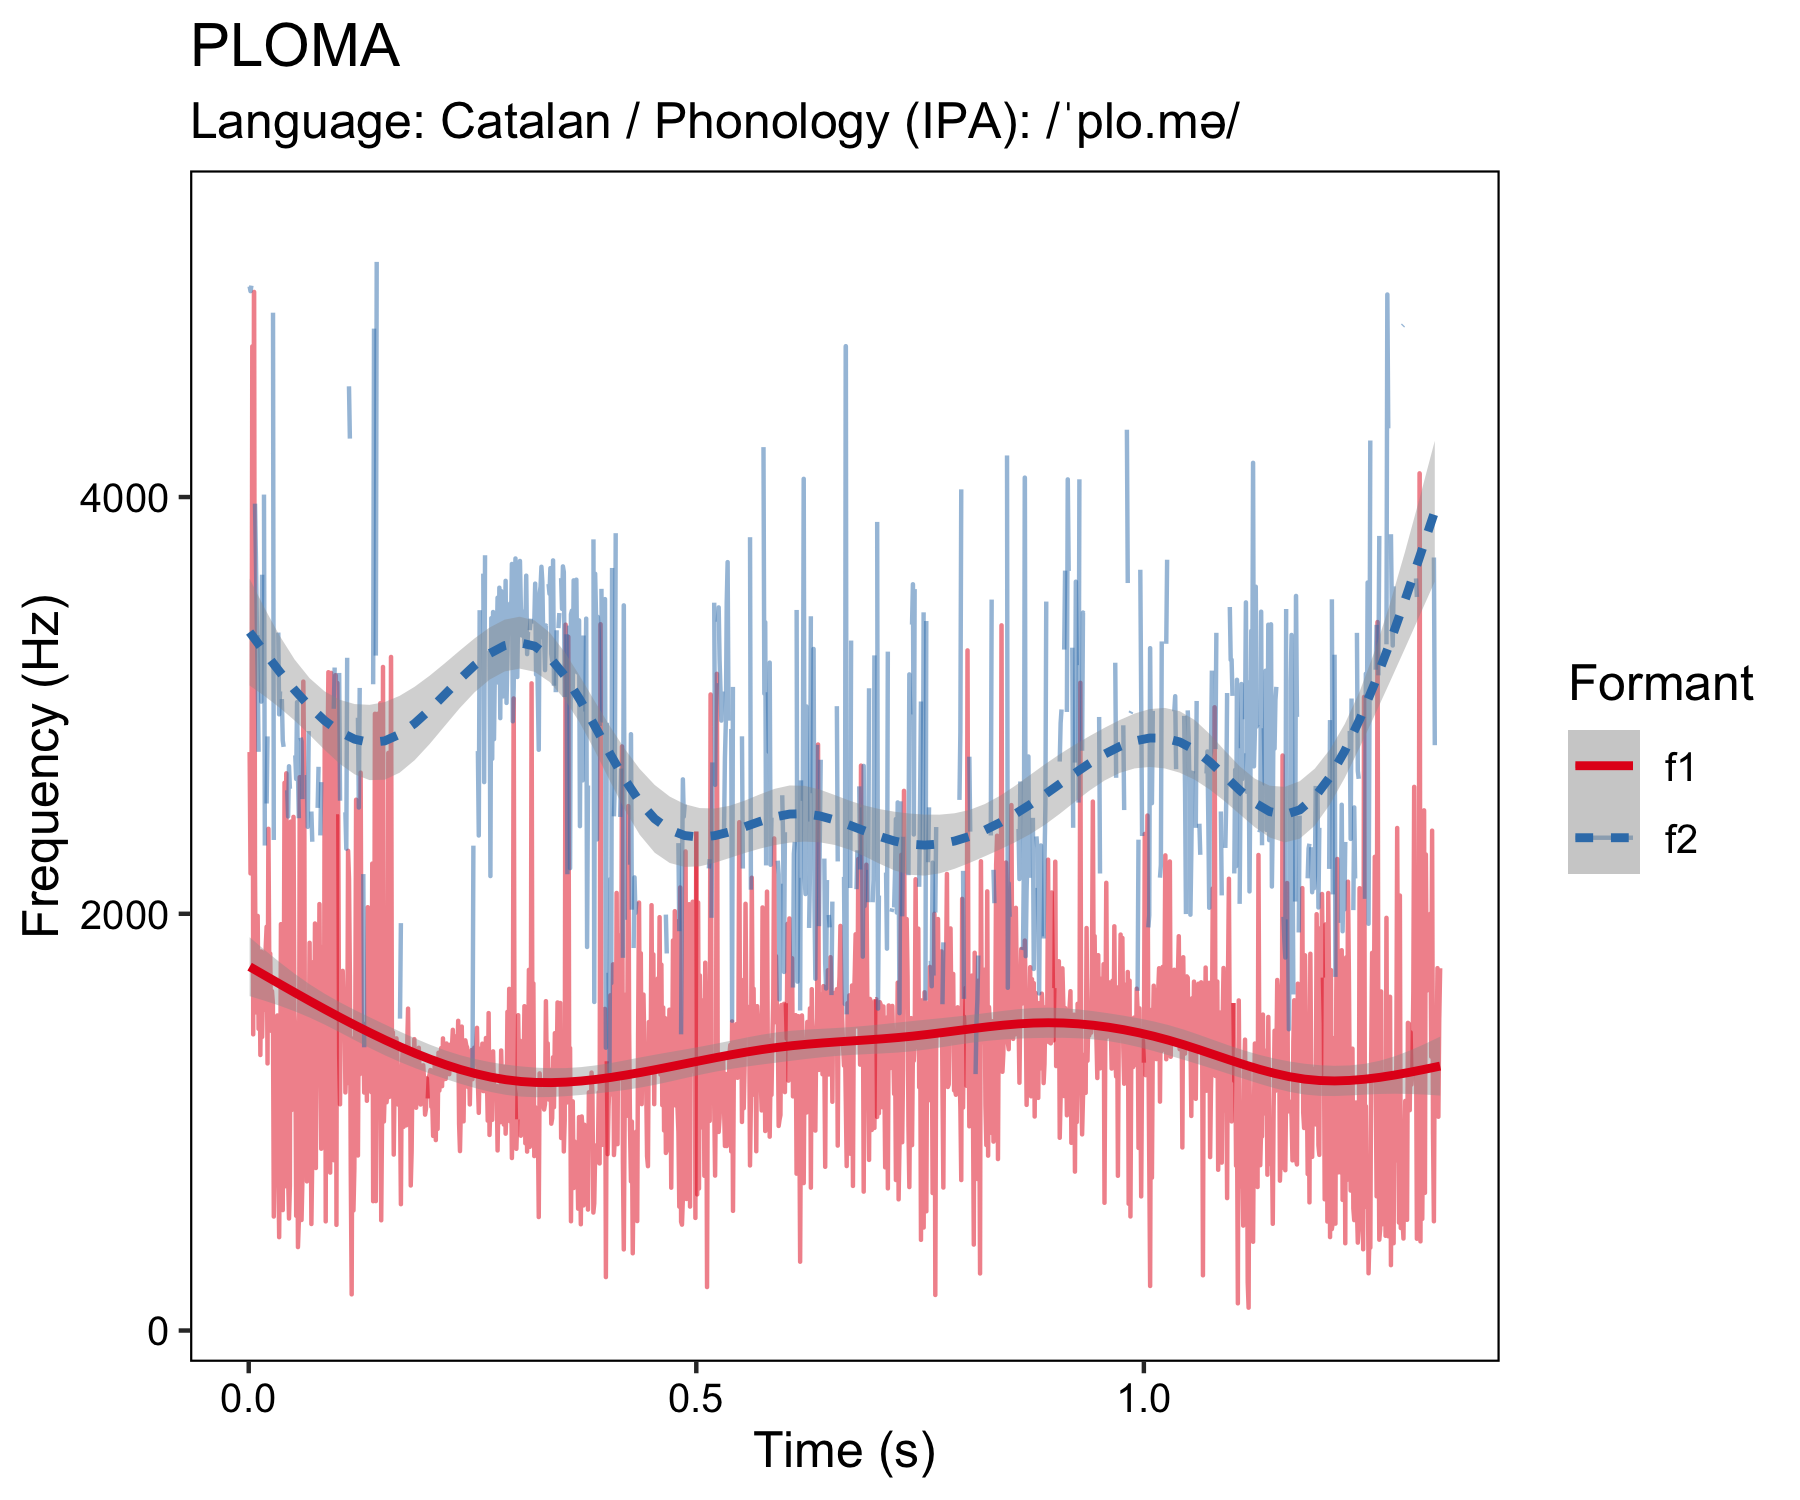 PLOMA
Language: Catalan / Phonology (IPA): /ˈplo.mə/
Frequency (Hz)
4000
2000
0
0.0
0.5
1.0
Time (s)
Formant
f1
f2